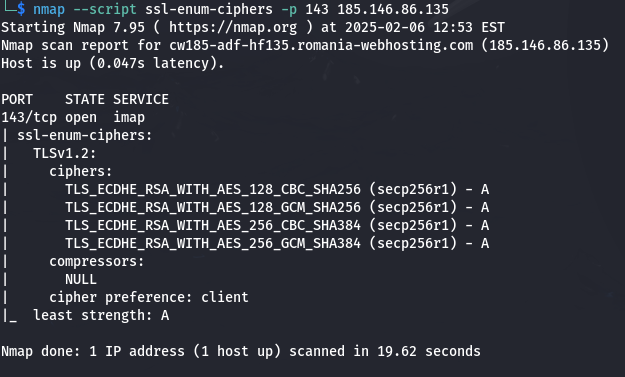 └─$ nmap --script ssl-enum-ciphers -p 143 185.146.86.135
Starting Nmap 7.95 ( https://nmap.org ) at 2025-02-06 12:53 EST
Nmap scan report for cw185-adf-hf135.romania-webhosting.com (185.146.86.135)
Host is up (0.047s latency).

PORT    STATE SERVICE
143/tcp open  imap
| ssl-enum-ciphers:
|   TLSv1.2:
|     ciphers:
|       TLS_ECDHE_RSA_WITH_AES_128_CBC_SHA256 (secp256r1) - A
|       TLS_ECDHE_RSA_WITH_AES_128_GCM_SHA256 (secp256r1) - A
|       TLS_ECDHE_RSA_WITH_AES_256_CBC_SHA384 (secp256r1) - A
|       TLS_ECDHE_RSA_WITH_AES_256_GCM_SHA384 (secp256r1) - A
|     compressors:
|       NULL
|     cipher preference: client
|_  least strength: A

Nmap done: 1 IP address (1 host up) scanned in 19.62 seconds